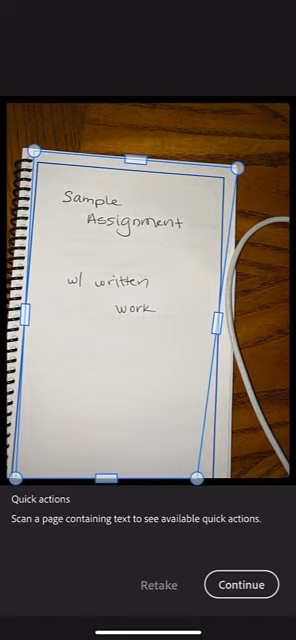 Sample
Assignment
w/ written
work
Quick actions
Scan a page containing text to see available quick actions.
Retake
Continue